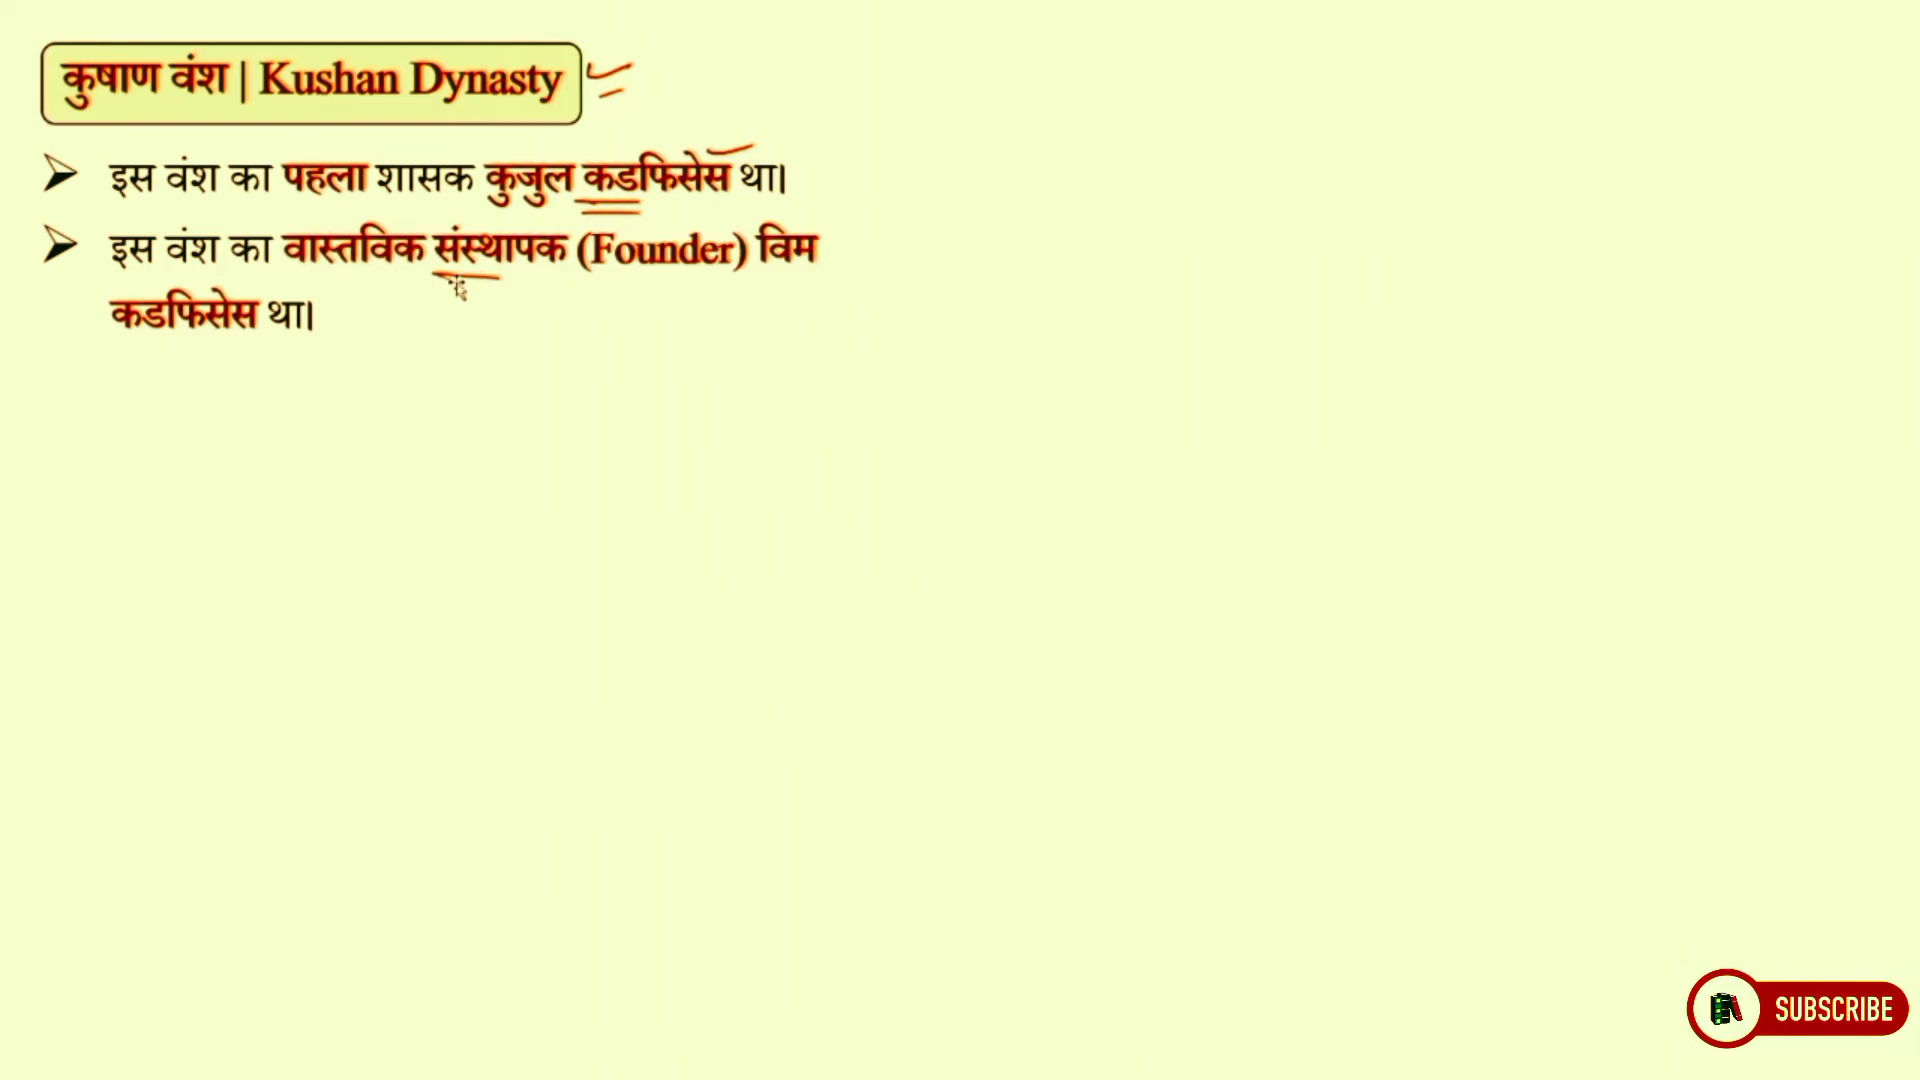 कुषाण वंश | Kushan Dynasty
इस वंश का पहला शासक कुजुल कडफिसेस था।
इस वंश का वास्तविक संस्थापक (Founder) विम
कडफिसेस था।
SUBSCRIBE